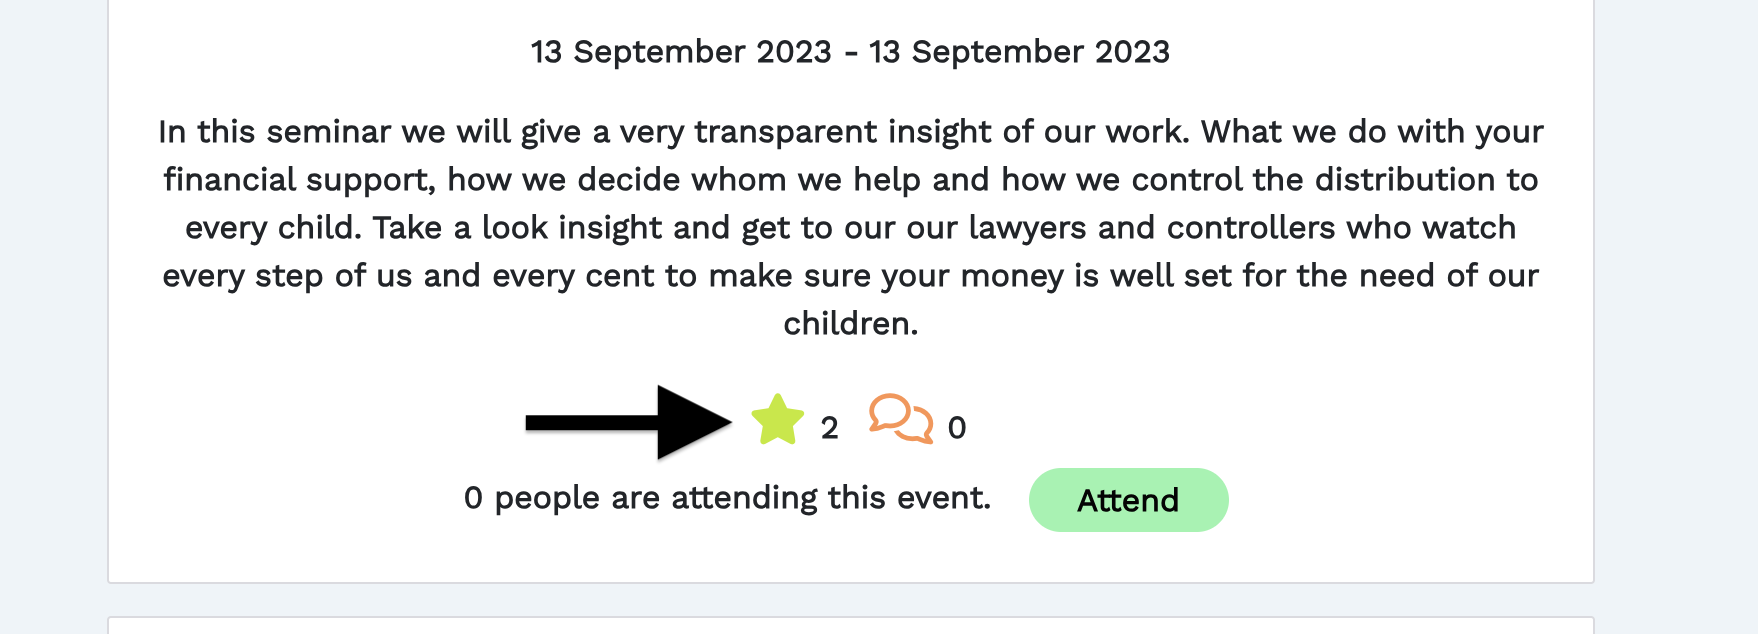 13 September 2023 - 13 September 2023
In this seminar we will give a very transparent insight of our work. What we do with your
financial support, how we decide whom we help and how we control the distribution to
every child. Take a look insight and get to our our lawyers and controllers who watch
every step of us and every cent to make sure your money is well set for the need of our
children.
2 0
0 people are attending this event. Attend